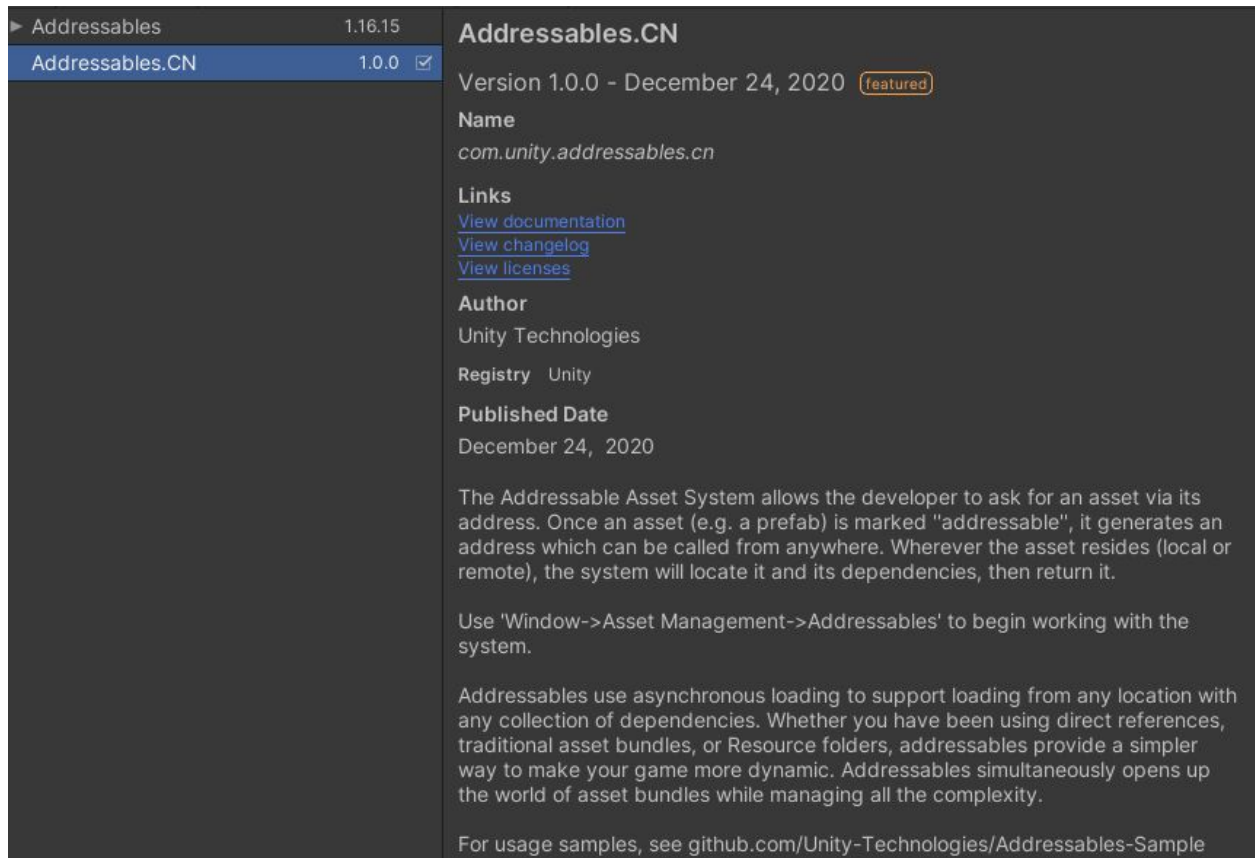 Addressables 1.16.15
Addressables.CN 1.0.0
Addressables.CN
Version 1.0.0 - December 24, 2020 featured
Name
com.unity.addressables.cn
Links
View documentation
View changelog
View licenses
Author
Unity Technologies
Registry Unity
Published Date
December 24, 2020
The Addressable Asset System allows the developer to ask for an asset via its
address. Once an asset (e.g. a prefab) is marked "addressable", it generates an
address which can be called from anywhere. Wherever the asset resides (local or
remote), the system will locate it and its dependencies, then return it.
Use 'Window->Asset Management->Addressables' to begin working with the
system.
Addressables use asynchronous loading to support loading from any location with
any collection of dependencies. Whether you have been using direct references,
traditional asset bundles, or Resource folders, addressables provide a simpler
way to make your game more dynamic. Addressables simultaneously opens up
the world of asset bundles while managing all the complexity.
For usage samples, see github.com/Unity-Technologies/Addressables-Sample